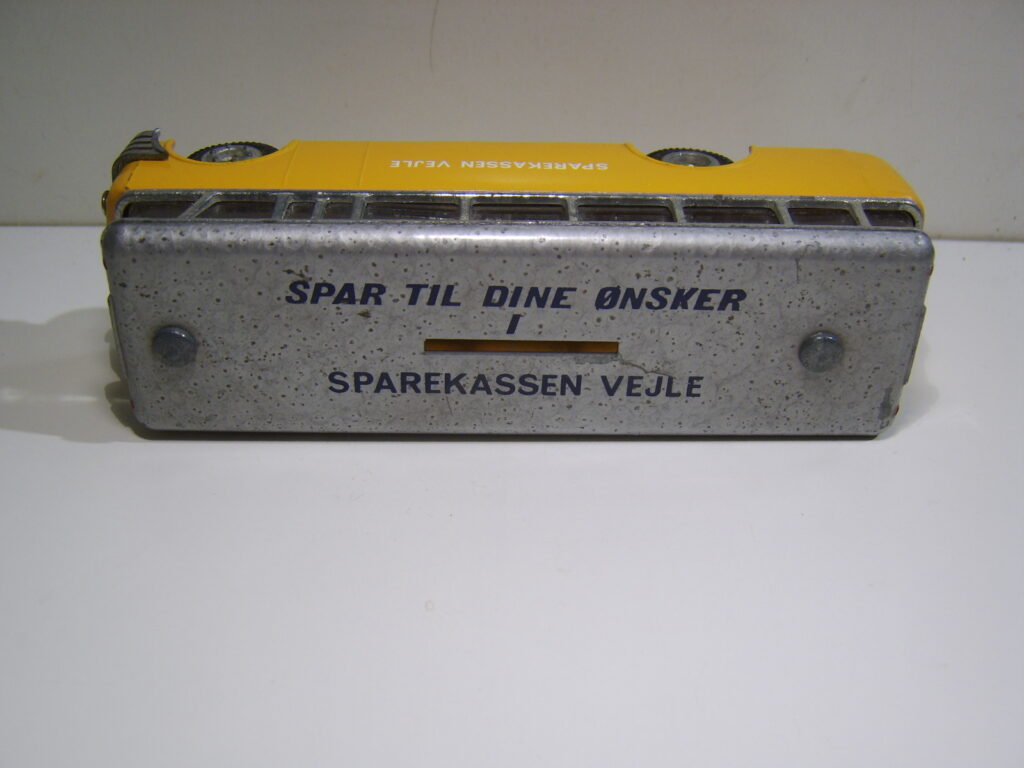 SPAREKASSEN VEJLE
SPAR TIL DINE ØNSKER
I
SPAREKASSEN VEJLE